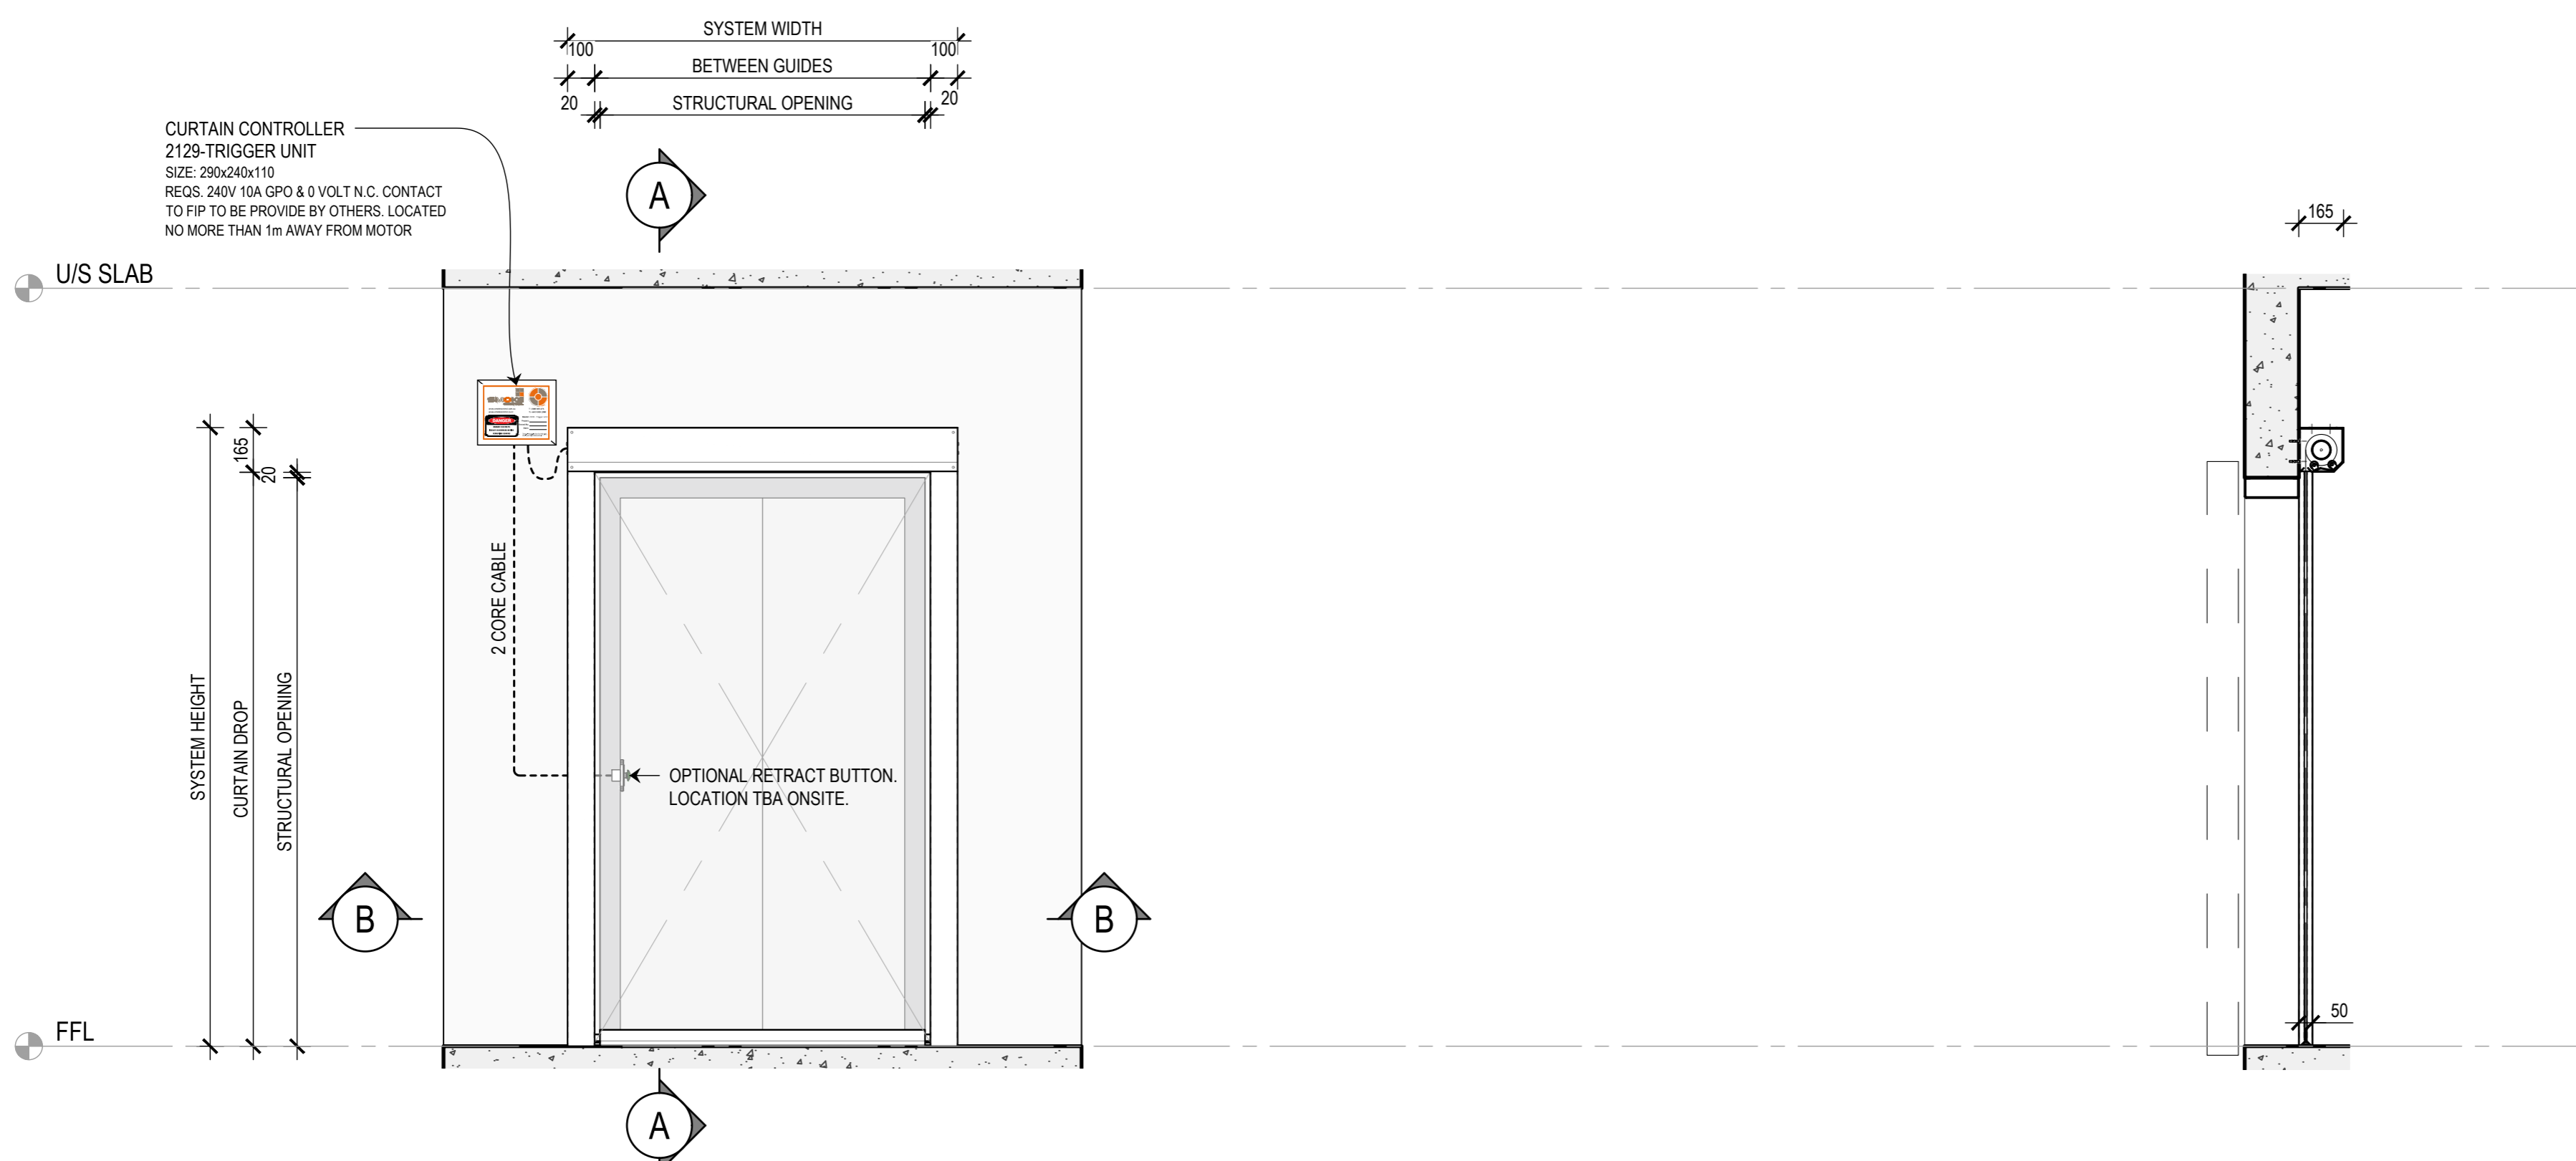 SYSTEM WIDTH
100
100
BETWEEN GUIDES
20
STRUCTURAL OPENING
20
CURTAIN CONTROLLER
2129-TRIGGER UNIT
SIZE: 290x240x110
REQS. 240V 10A GPO & 0 VOLT N.C. CONTACT
TO FIP TO BE PROVIDE BY OTHERS. LOCATED
NO MORE THAN 1m AWAY FROM MOTOR
A
165
U/S SLAB
DANGER
165
20
2 CORE CABLE
SYSTEM HEIGHT
CURTAIN DROP
STRUCTURAL OPENING
OPTIONAL RETRACT BUTTON.
LOCATION TBA ONSITE.
B
B
50
FFL
A